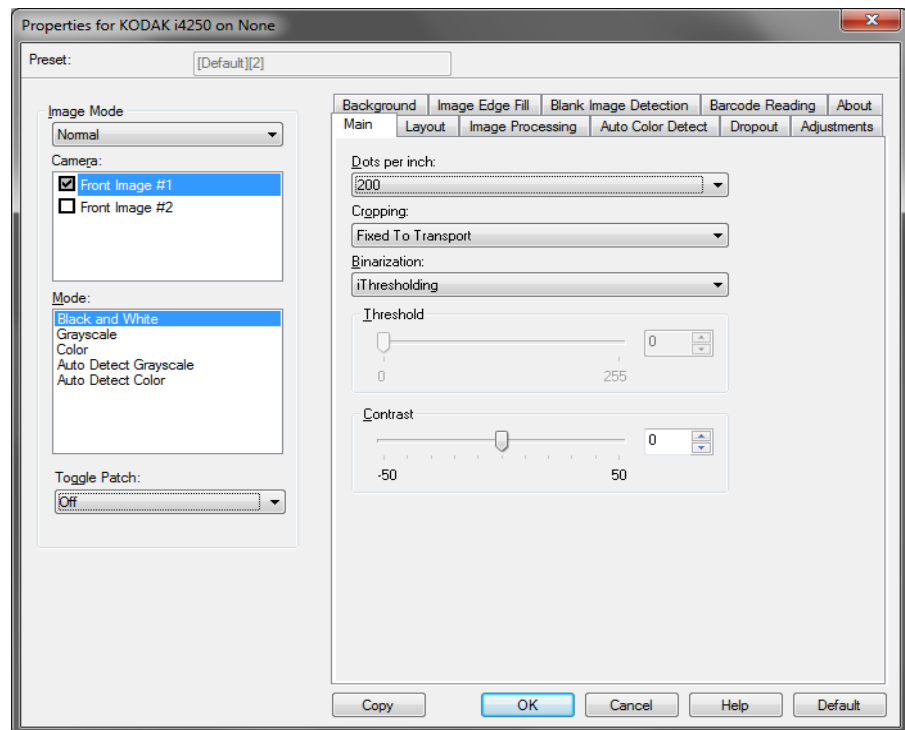 Properties for KODAK i4250 on None
Preset:
[Default][2]
Image Mode
Normal
Camera:
Front Image #1
Front Image #2
Mode:
Black and White
Grayscale
Color
Auto Detect Grayscale
Auto Detect Color
Toggle Patch:
Off
Background Image Edge Fill Blank Image Detection Barcode Reading About
Main Layout Image Processing Auto Color Detect Dropout Adjustments
Dots per inch:
200
Cropping:
Fixed To Transport
Binarization:
iThresholding
Threshold
0
0 255
Contrast
0
-50 50
Copy OK Cancel Help Default